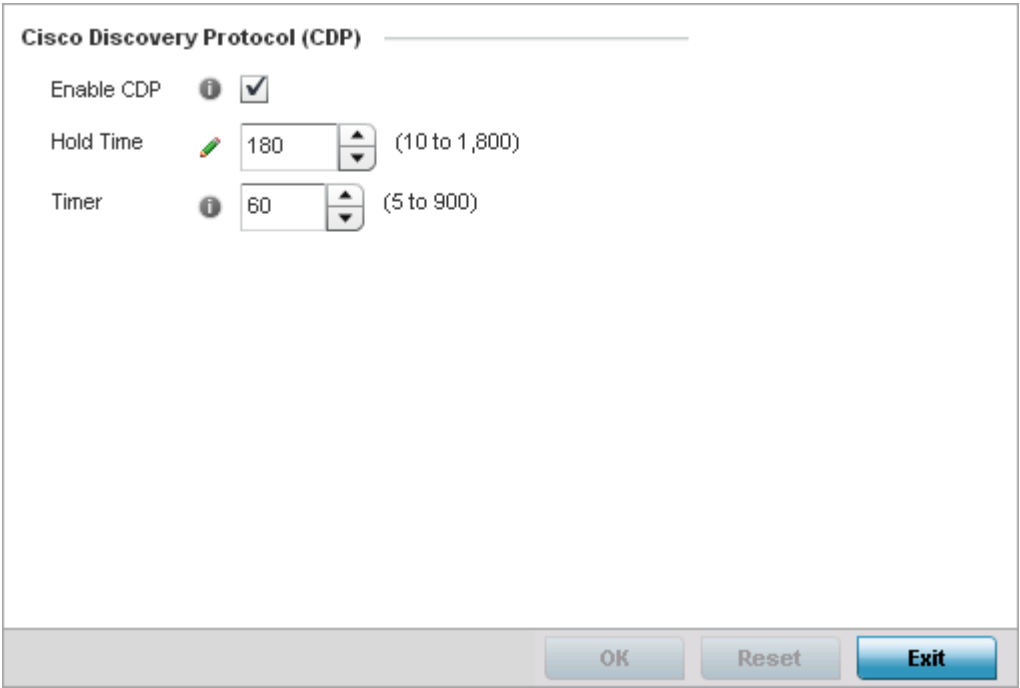 Cisco Discovery Protocol (CDP)
Enable CDP
Hold Time 180 (10 to 1,800)
Timer 60 (5 to 900)
OK Reset Exit